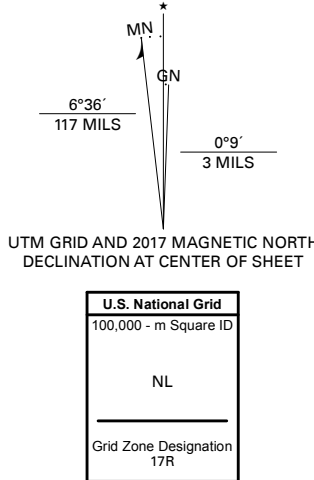 MN
GN
6°36´
117 MILS
0°9´
3 MILS
UTM GRID AND 2017 MAGNETIC NORTH
DECLINATION AT CENTER OF SHEET
U.S. National Grid
100,000 - m Square ID
NL
Grid Zone Designation
17R